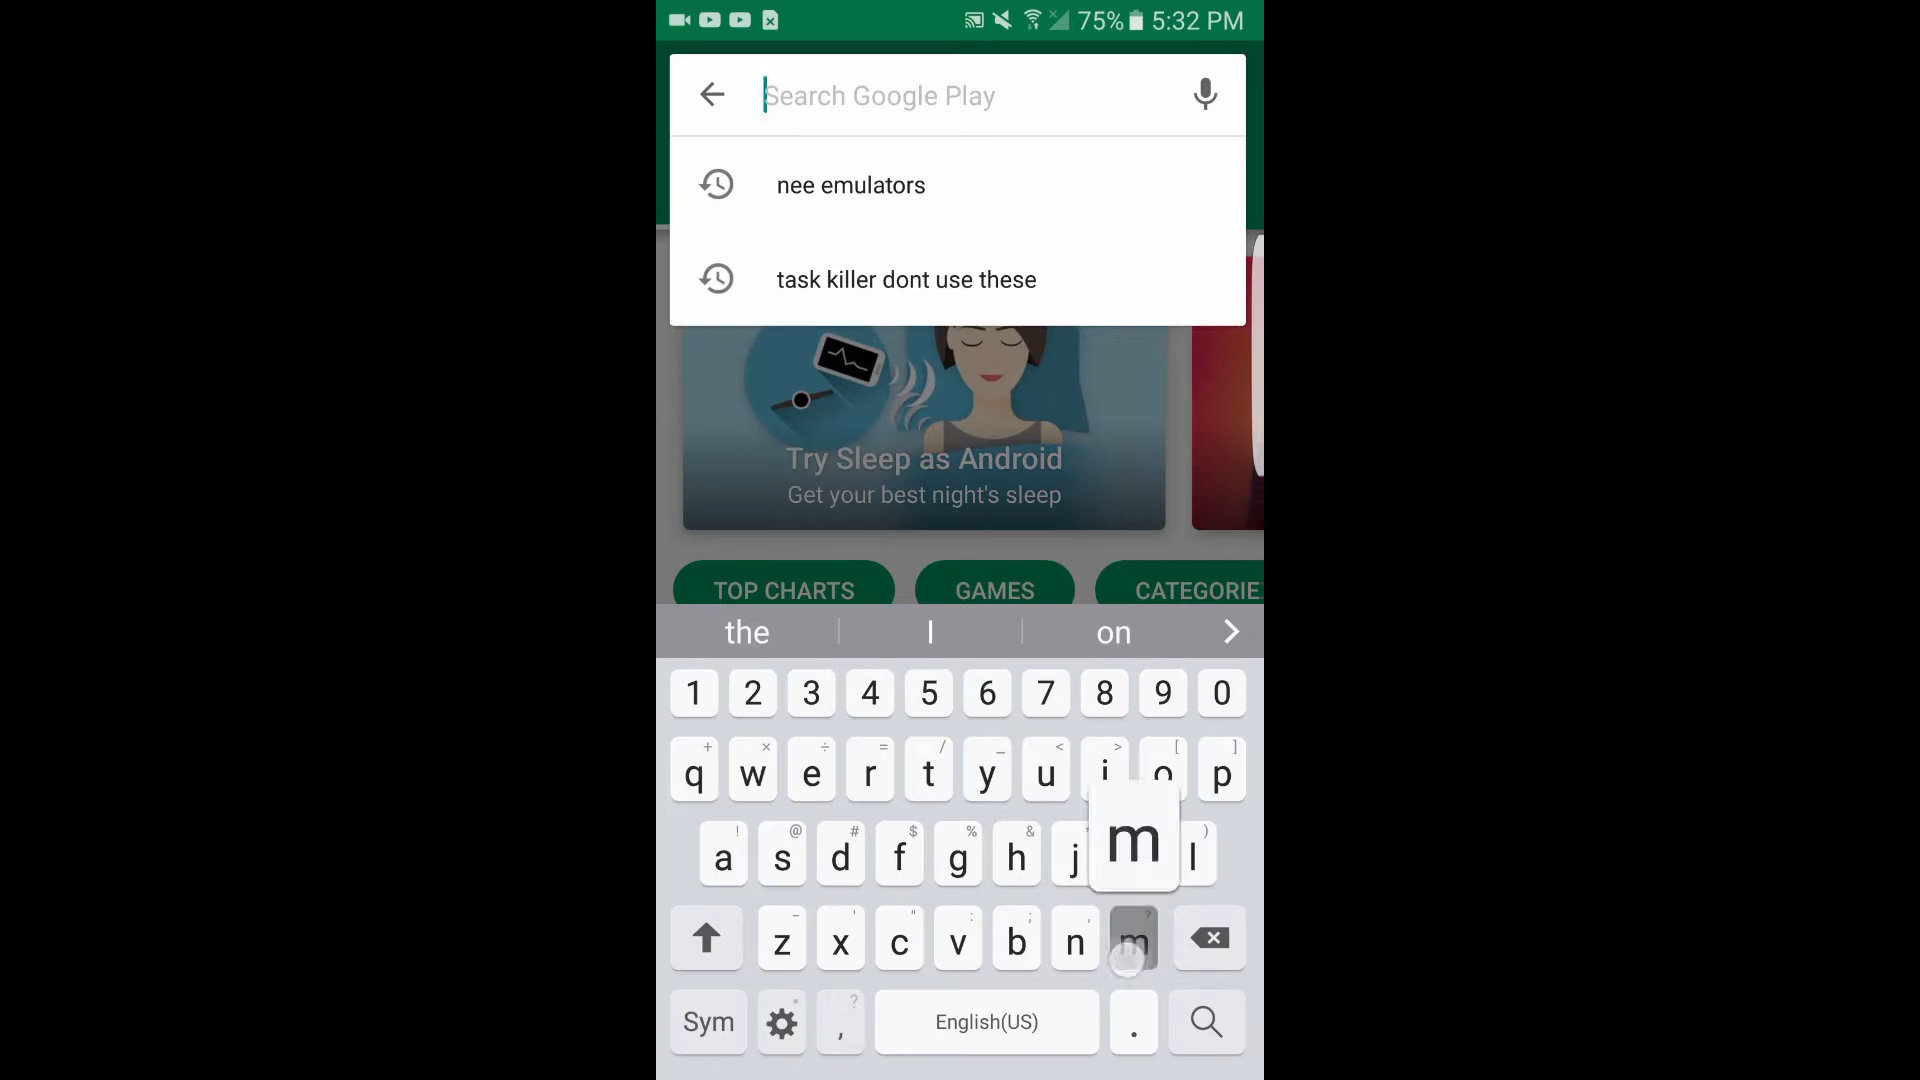 75% 5:32 PM
Search Google Play
nee emulators
task killer dont use these
Try Sleep as Android
Get your best night's sleep
TOP CHARTS GAMES CATEGORIE
the I on
1 2 3 4 5 6 7 8 9 0
+ × ÷ = / _ < > [ ]
q w e r t y u i o p
! @ # $ % & )
a s d f g h j m l
- ' " : ; , ?
z x c v b n m
Sym , ? English(US) .